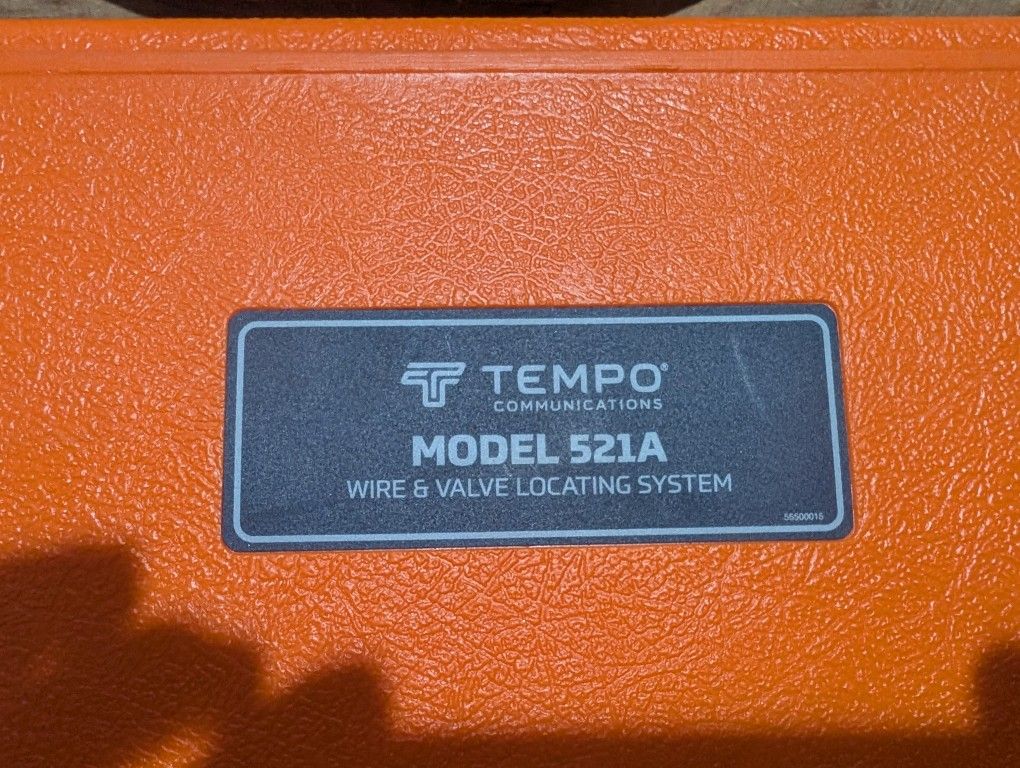 TEMPO®
COMMUNICATIONS
MODEL 521A
WIRE & VALVE LOCATING SYSTEM
55500015